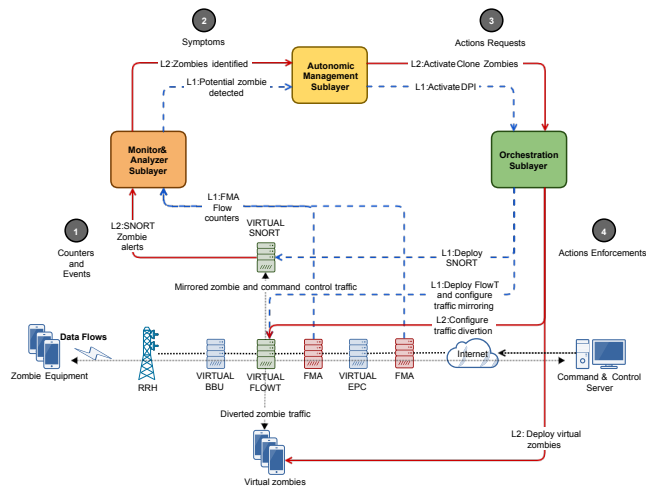 2
3
Symptoms
Actions Requests
L2:Zombies identified
L2:Activate Clone Zombies
Autonomic
Management
Sublayer
L1:Potential zombie
detected
L1:Activate DPI
Monitor&
Analyzer
Sublayer
Orchestration
Sublayer
L1:FMA
Flow
counters
1
L2:SNORT
Zombie
alerts
VIRTUAL
SNORT
4
Counters
and
Events
L1:Deploy
SNORT
Actions Enforcements
Mirrored zombie and command control traffic
L1:Deploy FlowT
and configure
traffic mirroring
L2:Configure
traffic divertion
Data Flows
Internet
Zombie Equipment
RRH
VIRTUAL
BBU
VIRTUAL
FLOWT
FMA
VIRTUAL
EPC
FMA
Command & Control
Server
Diverted zombie traffic
L2: Deploy virtual
zombies
Virtual zombies